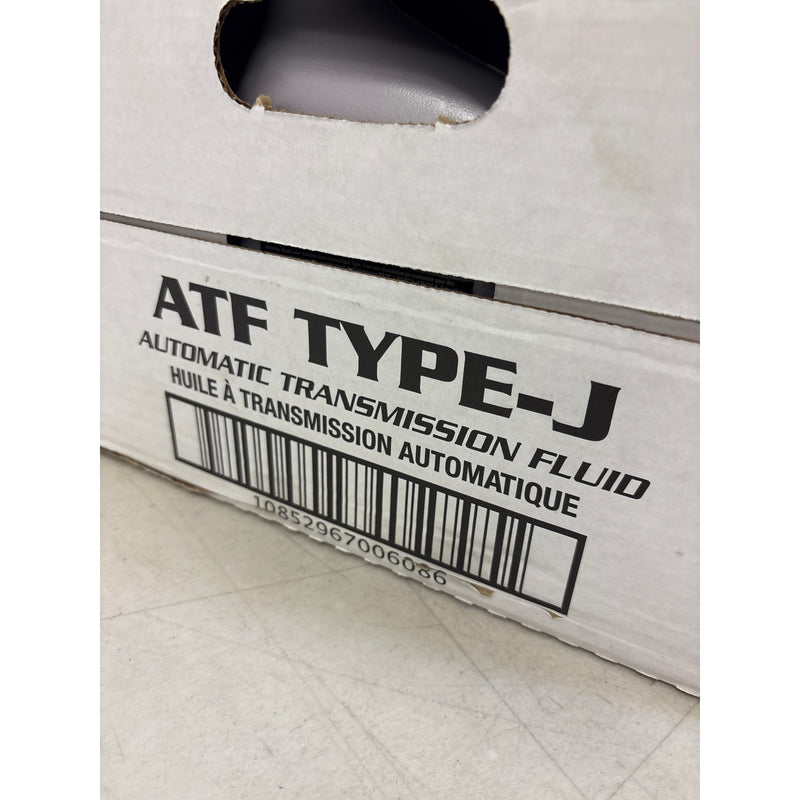 ATF TYPE-J
AUTOMATIC TRANSMISSION FLUID
HUILE À TRANSMISSION AUTOMATIQUE
10852967006086